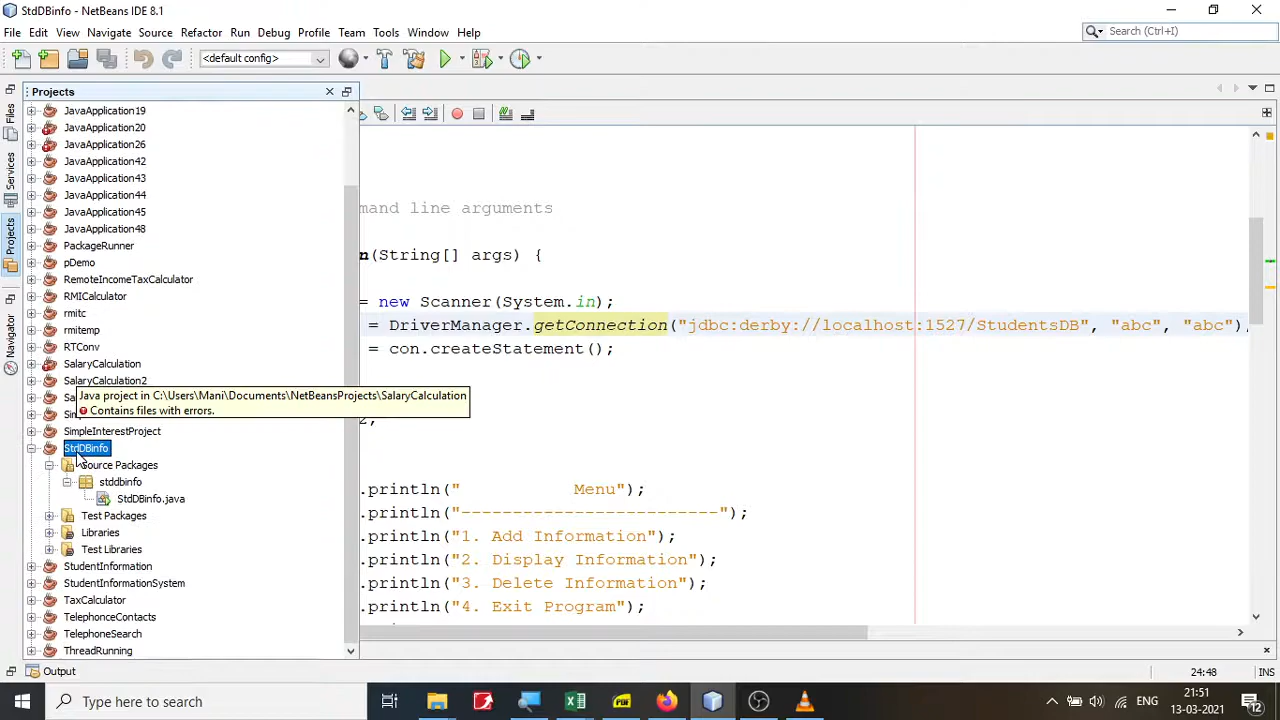 StdDBinfo - NetBeans IDE 8.1
File Edit View Navigate Source Refactor Run Debug Profile Team Tools Window Help
Search (Ctrl+I)
<default config>
Projects
Files
Services
Projects
Navigator
JavaApplication19
JavaApplication20
JavaApplication26
JavaApplication42
JavaApplication43
JavaApplication44
JavaApplication45
JavaApplication48
PackageRunner
pDemo
RemoteIncomeTaxCalculator
RMICalculator
rmitc
rmitemp
RTConv
SalaryCalculation
SalaryCalculation2
Java project in C:\Users\Mani\Documents\NetBeansProjects\SalaryCalculation
Contains files with errors.
SimpleInterestProject
StdDBinfo
Source Packages
stddbinfo
StdDBinfo.java
Test Packages
Libraries
Test Libraries
StudentInformation
StudentInformationSystem
TaxCalculator
TelephoneContacts
TelephoneSearch
ThreadRunning
mand line arguments
n(String[] args) {
= new Scanner(System.in);
= DriverManager.getConnection("jdbc:derby://localhost:1527/StudentsDB", "abc", "abc");
= con.createStatement();
2;
.println("           Menu");
.println("-------------------------");
.println("1. Add Information");
.println("2. Display Information");
.println("3. Delete Information");
.println("4. Exit Program");
Output
24:48
INS
Type here to search
ENG
21:51
13-03-2021
12